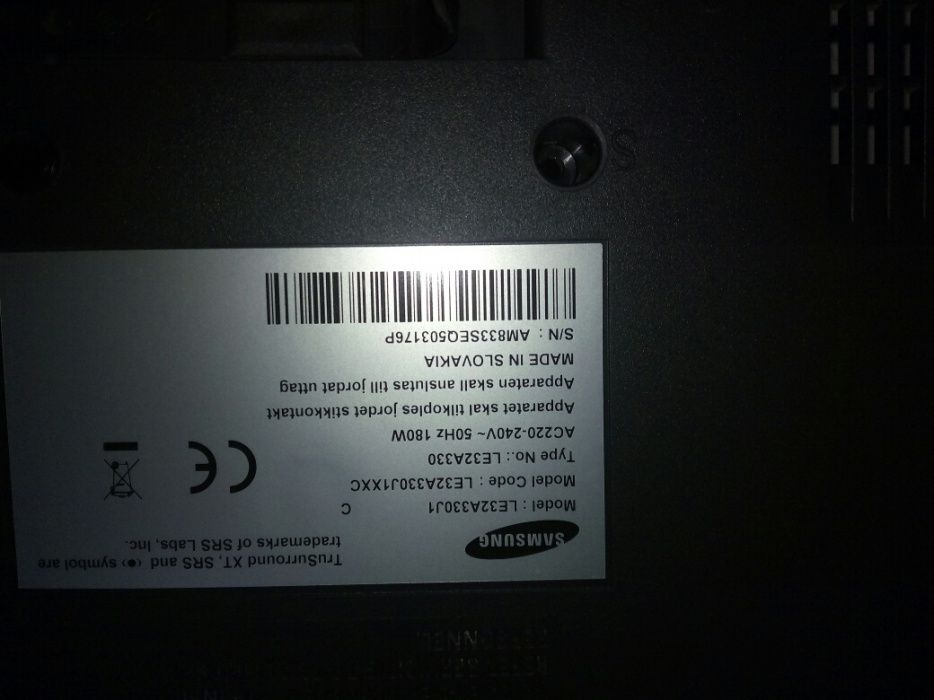 TruSurround XT, SRS and (●) symbol are
trademarks of SRS Labs, Inc.
SAMSUNG
Model : LE32A330J1 C
Model Code : LE32A330J1XXC
Type No.: LE32A330
AC220-240V~ 50Hz 180W
Apparatet skal tilkoples jordet stikkontakt
Apparaten skall anslutas till jordat uttag
MADE IN SLOVAKIA
S/N : AM833SEQ503176P
S